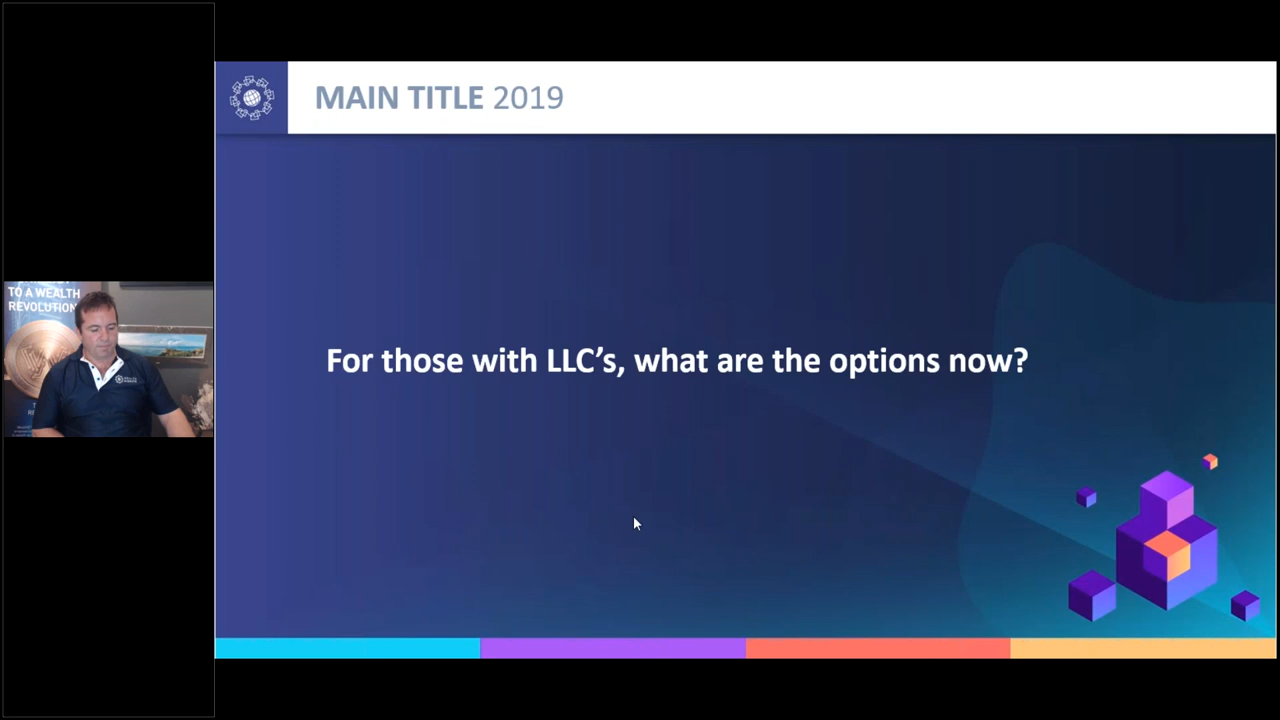 MAIN TITLE 2019
For those with LLC’s, what are the options now?
TO A WEALTH
REVOLUTION